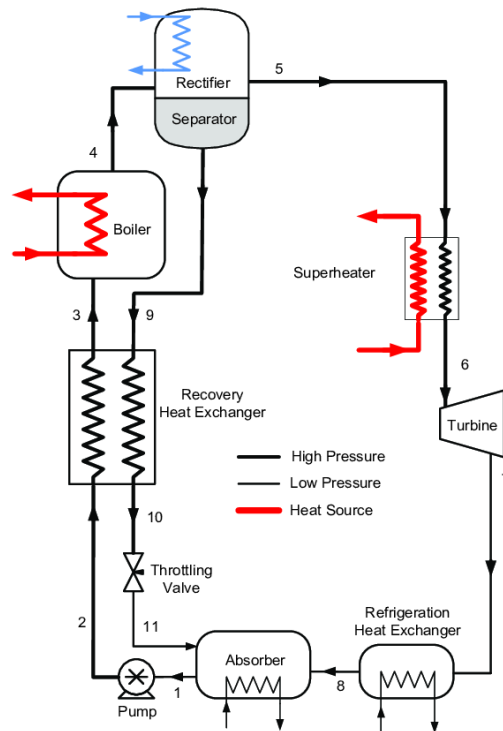 5
Rectifier
Separator
4
Boiler
Superheater
3
9
6
Recovery
Heat Exchanger
Turbine
High Pressure
Low Pressure
Heat Source
10
Throttling
Valve
2
11
Refrigeration
Heat Exchanger
Absorber
1
8
Pump